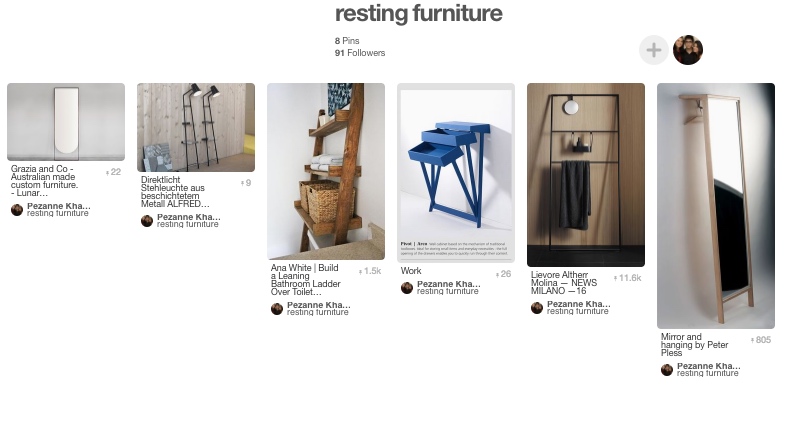 resting furniture
8 Pins
91 Followers
Grazia and Co -
Australian made
custom furniture.
- Lunar…
22
Pezanne Kha…
resting furniture
Direktlicht
Stehleuchte aus
beschichtetem
Metall ALFRED…
9
Pezanne Kha…
resting furniture
Ana White | Build
a Leaning
Bathroom Ladder
Over Toilet…
1.5k
Pezanne Kha…
resting furniture
Pivot | Arco
Work
26
Pezanne Kha…
resting furniture
Lievore Altherr
Molina — NEWS
MILANO —16
11.6k
Pezanne Kha…
resting furniture
Mirror and
hanging by Peter
Pless
805
Pezanne Kha…
resting furniture